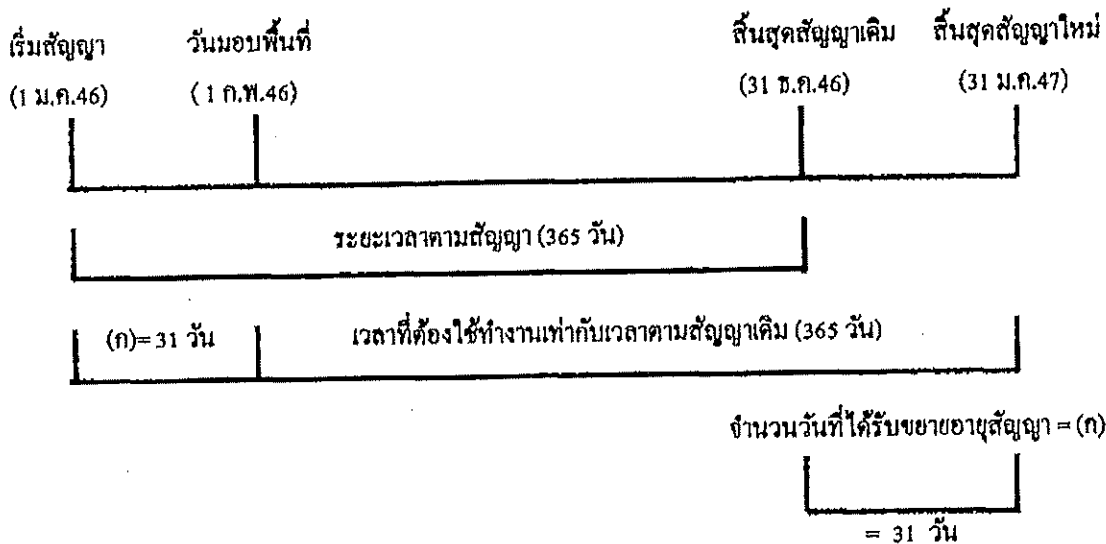 เริ่มสัญญา วันมอบพื้นที่ สิ้นสุดสัญญาเดิม สิ้นสุดสัญญาใหม่
(1 ม.ค.46) (1 ก.พ.46) (31 ธ.ค.46) (31 ม.ค.47)
ระยะเวลาตามสัญญา (365 วัน)
(ก)= 31 วัน เวลาที่ต้องใช้ทำงานเท่ากับเวลาตามสัญญาเดิม (365 วัน)
จำนวนวันที่ได้รับขยายอายุสัญญา = (ก)
= 31 วัน